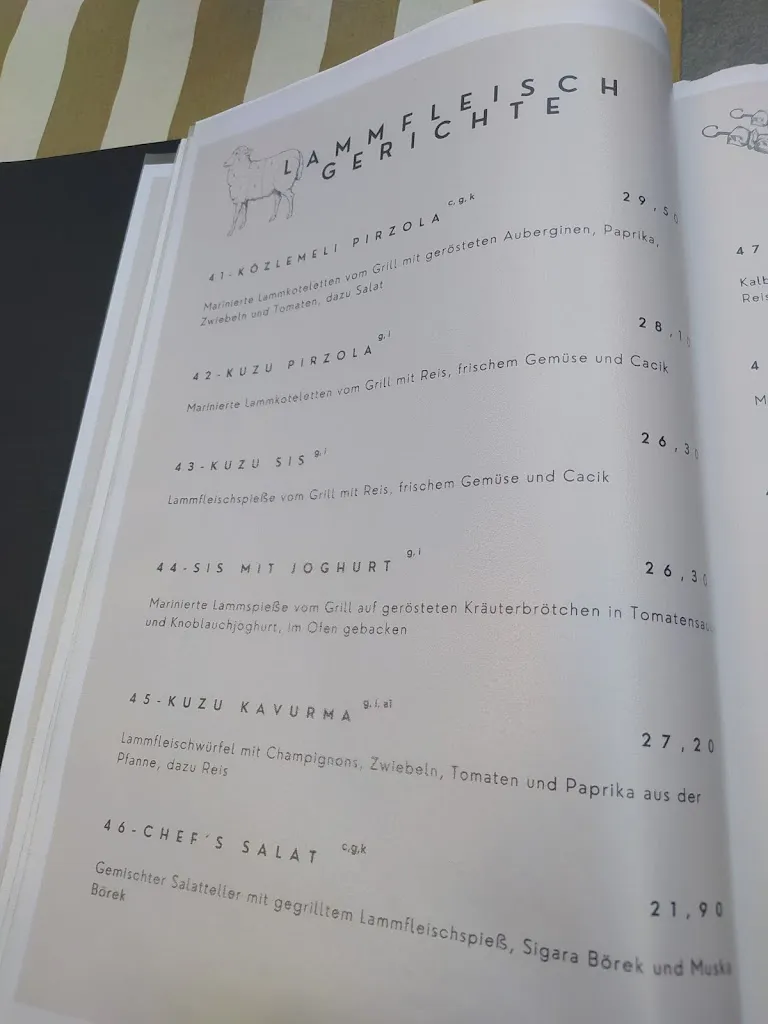 LAMMFLEISCH
GERICHTE
41-KÖZLEMELI PIRZOLA c, g, k
29,50
Marinierte Lammkoteletten vom Grill mit gerösteten Auberginen, Paprika,
Zwiebeln und Tomaten, dazu Salat
42-KUZU PIRZOLA g, i
28,10
Marinierte Lammkoteletten vom Grill mit Reis, frischem Gemüse und Cacik
43-KUZU SIS g, i
26,30
Lammfleischspieße vom Grill mit Reis, frischem Gemüse und Cacik
44-SIS MIT JOGHURT g, i
26,30
Marinierte Lammspieße vom Grill auf gerösteten Kräuterbrötchen in
und Knoblauchjoghurt, im Ofen gebacken
45-KUZU KAVURMA g, i, a1
27,20
Lammfleischwürfel mit Champignons, Zwiebeln, Tomaten und Paprika aus der
Pfanne, dazu Reis
46-CHEF´S SALAT c,g,k
21,90
Gemischter Salatteller mit gegrilltem Lammfleischspieß, Sigara Börek und Muska
Börek
47
Kalb
Reis
4
M